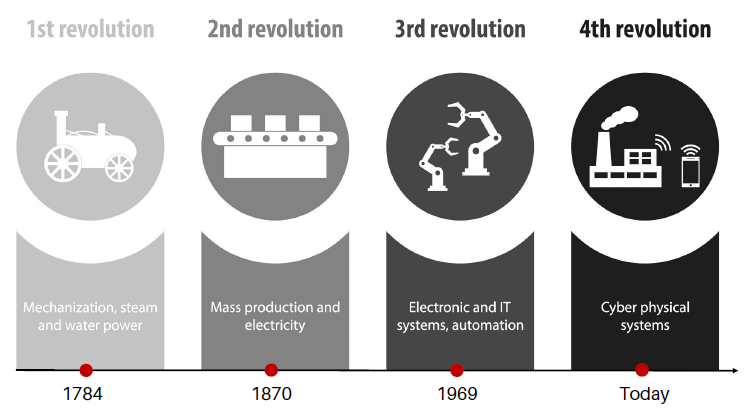 1st revolution
2nd revolution
3rd revolution
4th revolution
Mechanization, steam
and water power
Mass production and
electricity
Electronic and IT
systems, automation
Cyber physical
systems
1784
1870
1969
Today